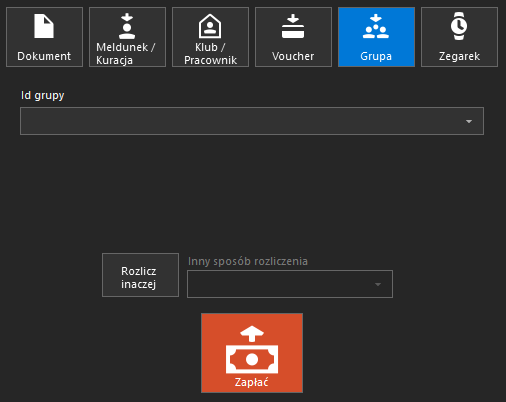 Dokument
Meldunek /
Kuracja
Klub /
Pracownik
Voucher
Grupa
Zegarek
Id grupy
Rozlicz
inaczej
Inny sposób rozliczenia
Zapłać